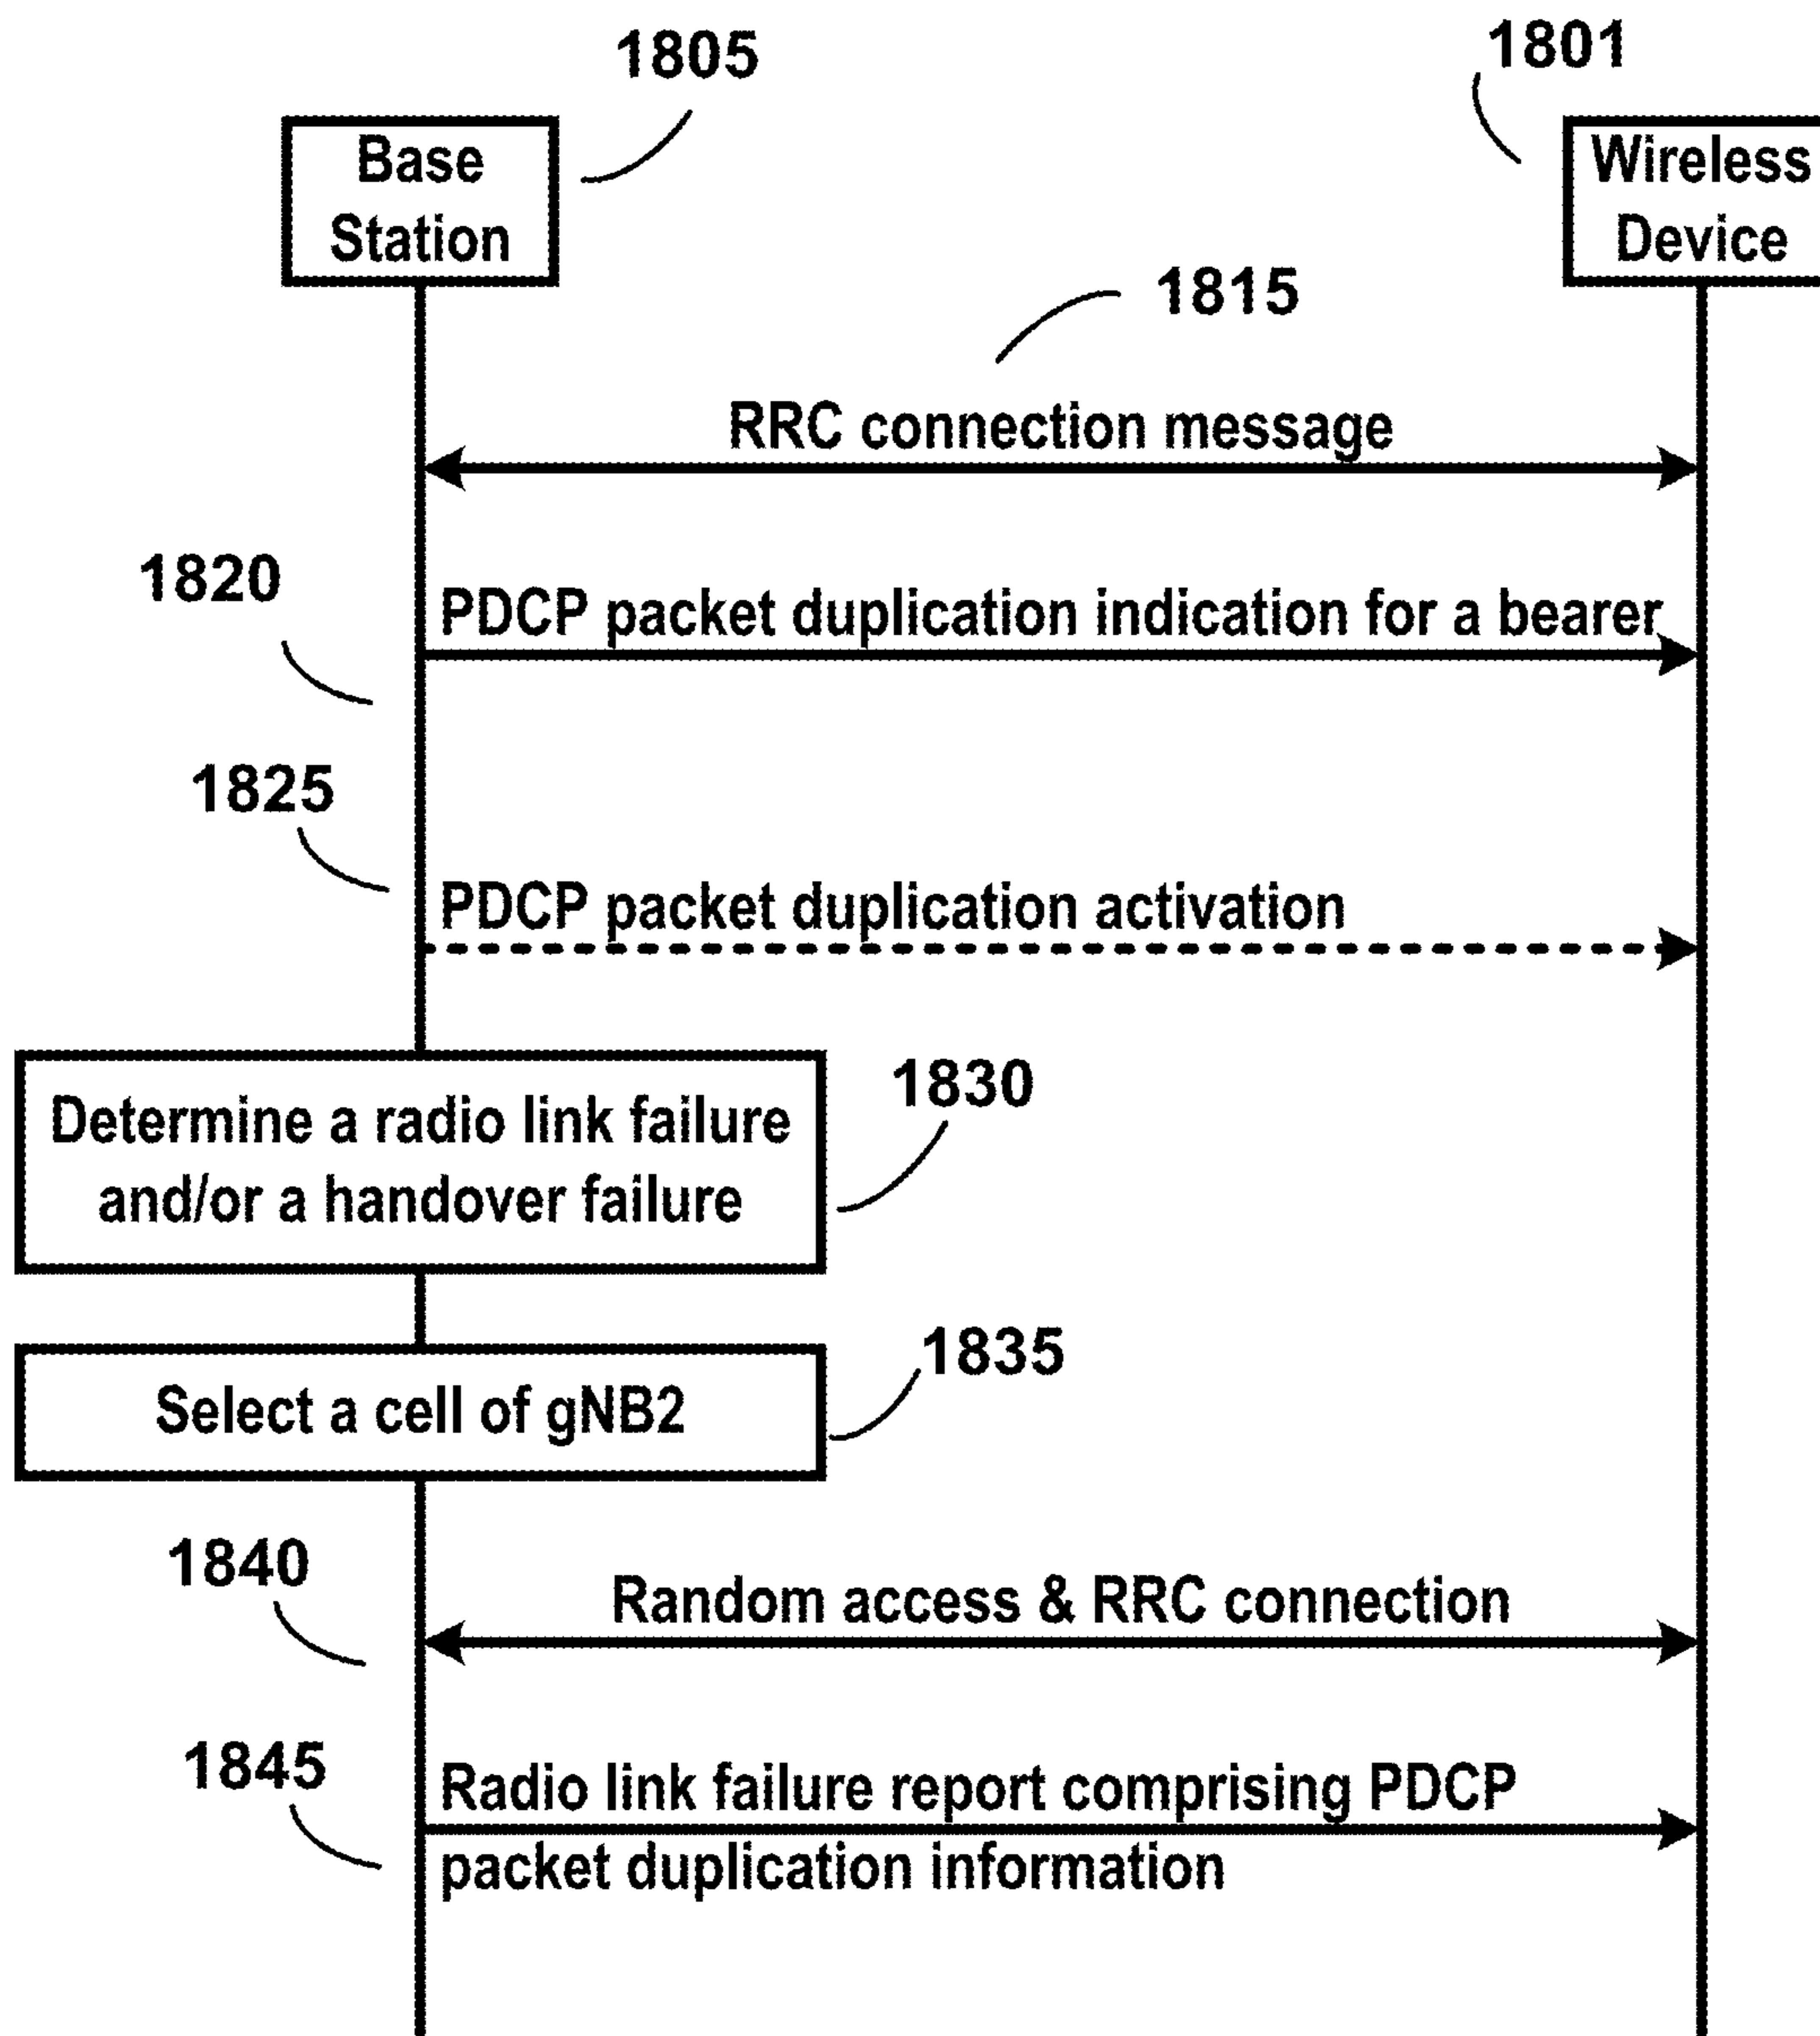 1805
1801
Base
Station
Wireless
Device
1815
RRC connection message
1820
PDCP packet duplication indication for a bearer
1825
PDCP packet duplication activation
Determine a radio link failure
and/or a handover failure
1830
Select a cell of gNB2
1835
1840
Random access & RRC connection
1845
Radio link failure report comprising PDCP
packet duplication information